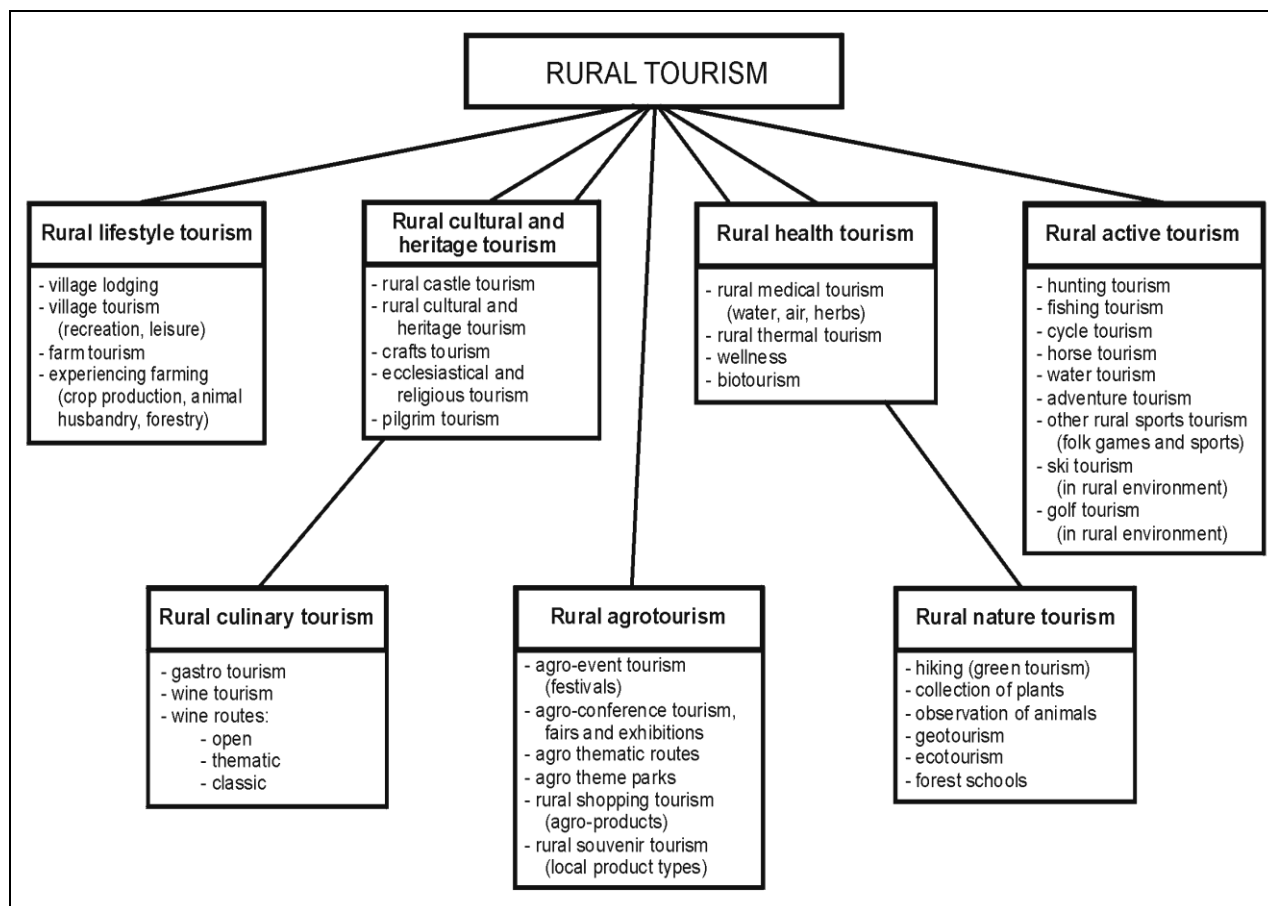 RURAL TOURISM
Rural lifestyle tourism
- village lodging
- village tourism
(recreation, leisure)
- farm tourism
- experiencing farming
(crop production, animal
husbandry, forestry)
Rural cultural and
heritage tourism
- rural castle tourism
- rural cultural and
heritage tourism
- crafts tourism
- ecclesiastical and
religious tourism
- pilgrim tourism
Rural health tourism
- rural medical tourism
(water, air, herbs)
- rural thermal tourism
- wellness
- biotourism
Rural active tourism
- hunting tourism
- fishing tourism
- cycle tourism
- horse tourism
- water tourism
- adventure tourism
- other rural sports tourism
(folk games and sports)
- ski tourism
(in rural environment)
- golf tourism
(in rural environment)
Rural culinary tourism
- gastro tourism
- wine tourism
- wine routes:
- open
- thematic
- classic
Rural agrotourism
- agro-event tourism
(festivals)
- agro-conference tourism,
fairs and exhibitions
- agro thematic routes
- agro theme parks
- rural shopping tourism
(agro-products)
- rural souvenir tourism
(local product types)
Rural nature tourism
- hiking (green tourism)
- collection of plants
- observation of animals
- geotourism
- ecotourism
- forest schools